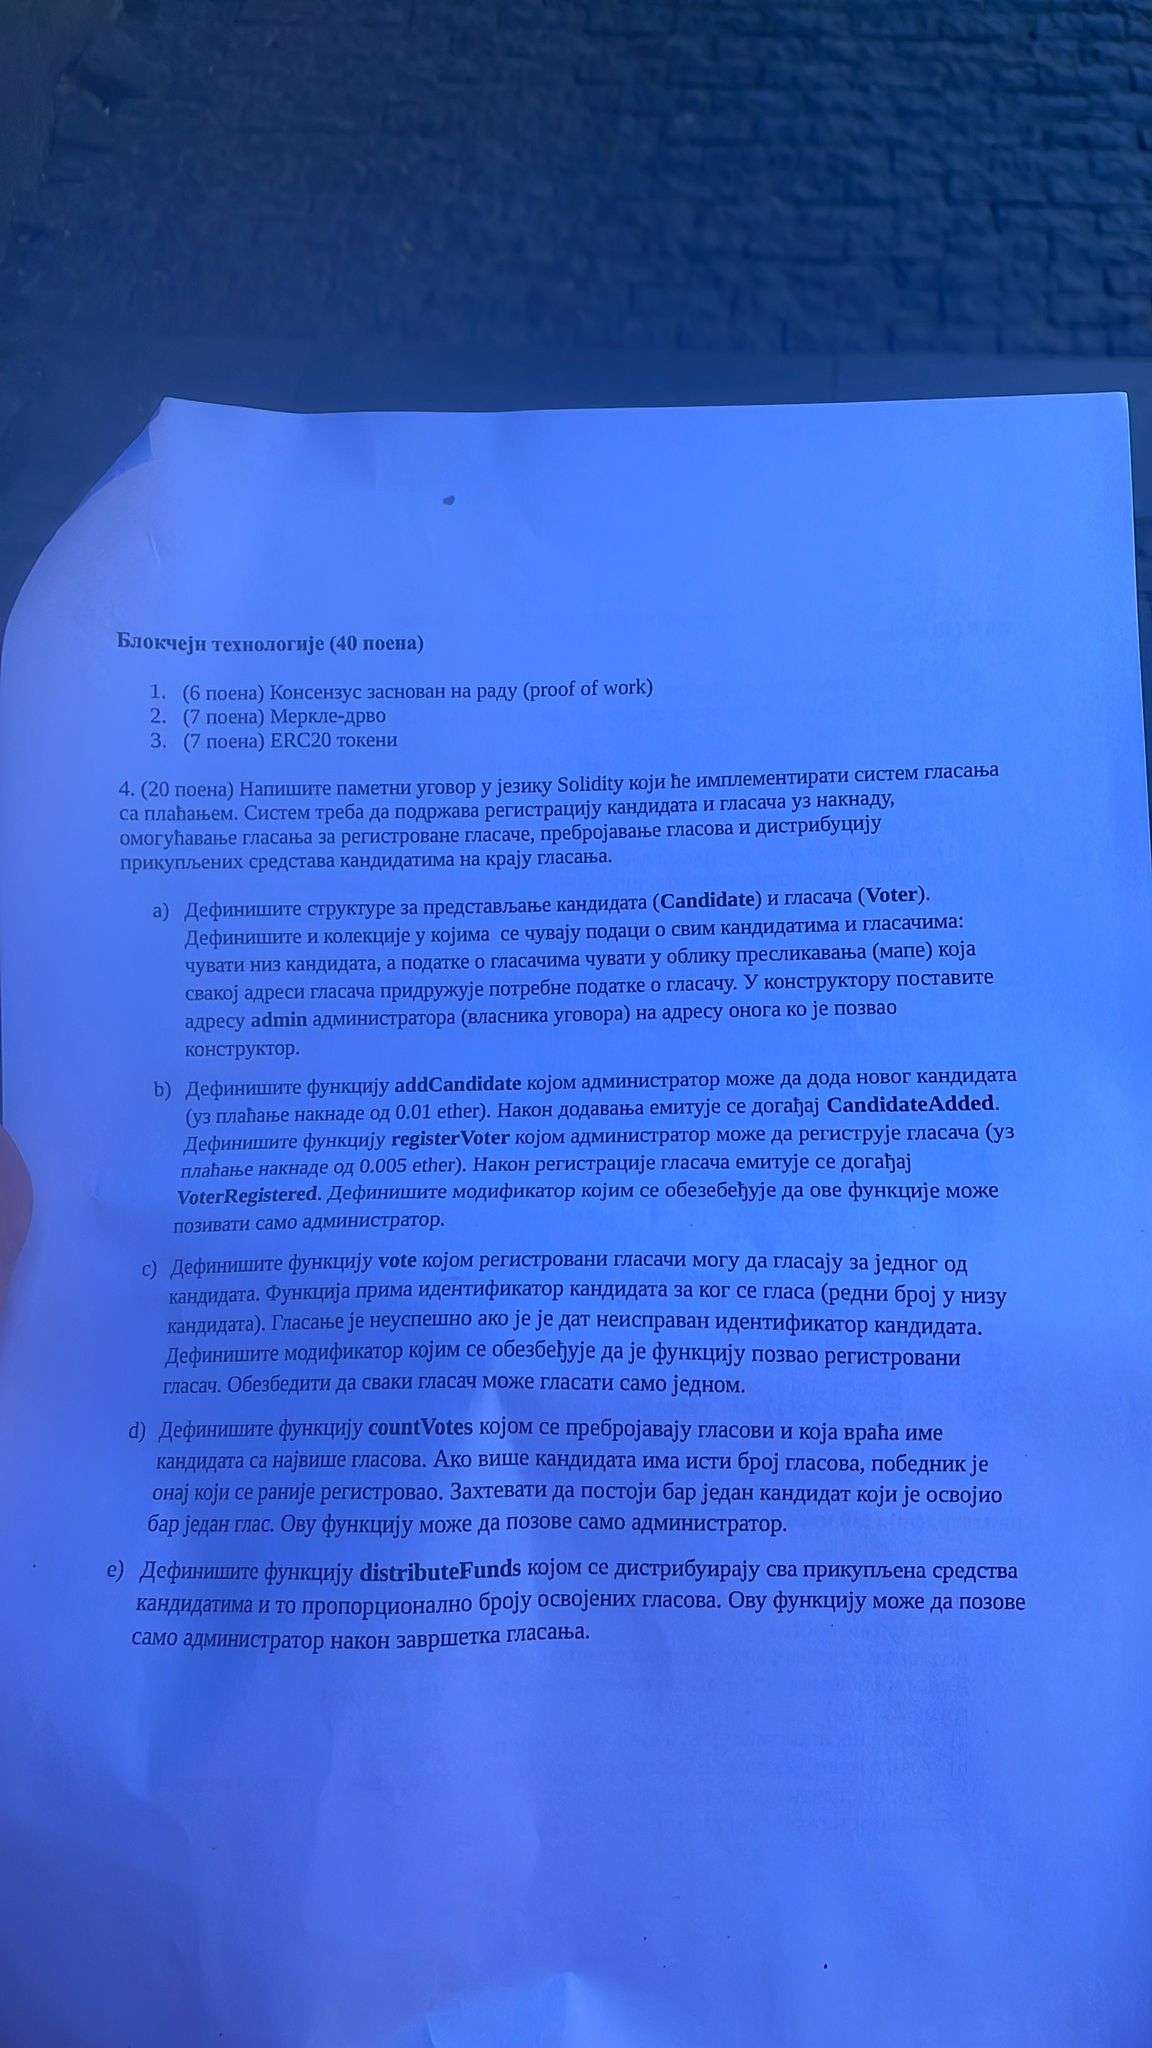 Блокчејн технологије (40 поена)
1. (6 поена) Консензус заснован на раду (proof of work)
2. (7 поена) Меркле-дрво
3. (7 поена) ERC20 токени
4. (20 поена) Напишите паметни уговор у језику Solidity који ће имплементирати систем гласања
са плаћањем. Систем треба да подржава регистрацију кандидата и гласача уз накнаду,
омогућавање гласања за регистроване гласаче, пребројавање гласова и дистрибуцију
прикупљених средстава кандидатима на крају гласања.
a) Дефинишите структуре за представљање кандидата (Candidate) и гласача (Voter).
Дефинишите и колекције у којима се чувају подаци о свим кандидатима и гласачима:
чувати низ кандидата, а податке о гласачима чувати у облику пресликавања (мапе) која
свакој адреси гласача придружује потребне податке о гласачу. У конструктору поставите
адресу admin администратора (власника уговора) на адресу онога ко је позвао
конструктор.
b) Дефинишите функцију addCandidate којом администратор може да дода новог кандидата
(уз плаћање накнаде од 0.01 ether). Након додавања емитује се догађај CandidateAdded.
Дефинишите функцију registerVoter којом администратор може да региструје гласача (уз
плаћање накнаде од 0.005 ether). Након регистрације гласача емитује се догађај
VoterRegistered. Дефинишите модификатор којим се обезебеђује да ове функције може
позивати само администратор.
c) Дефинишите функцију vote којом регистровани гласачи могу да гласају за једног од
кандидата. Функција прима идентификатор кандидата за ког се гласа (редни број у низу
кандидата). Гласање је неуспешно ако је је дат неисправан идентификатор кандидата.
Дефинишите модификатор којим се обезбеђује да је функцију позвао регистровани
гласач. Обезбедити да сваки гласач може гласати само једном.
d) Дефинишите функцију countVotes којом се пребројавају гласови и која враћа име
кандидата са највише гласова. Ако више кандидата има исти број гласова, победник је
онај који се раније регистровао. Захтевати да постоји бар један кандидат који је освојио
бар један глас. Ову функцију може да позове само администратор.
e) Дефинишите функцију distributeFunds којом се дистрибуирају сва прикупљена средства
кандидатима и то пропорционално броју освојених гласова. Ову функцију може да позове
само администратор након завршетка гласања.